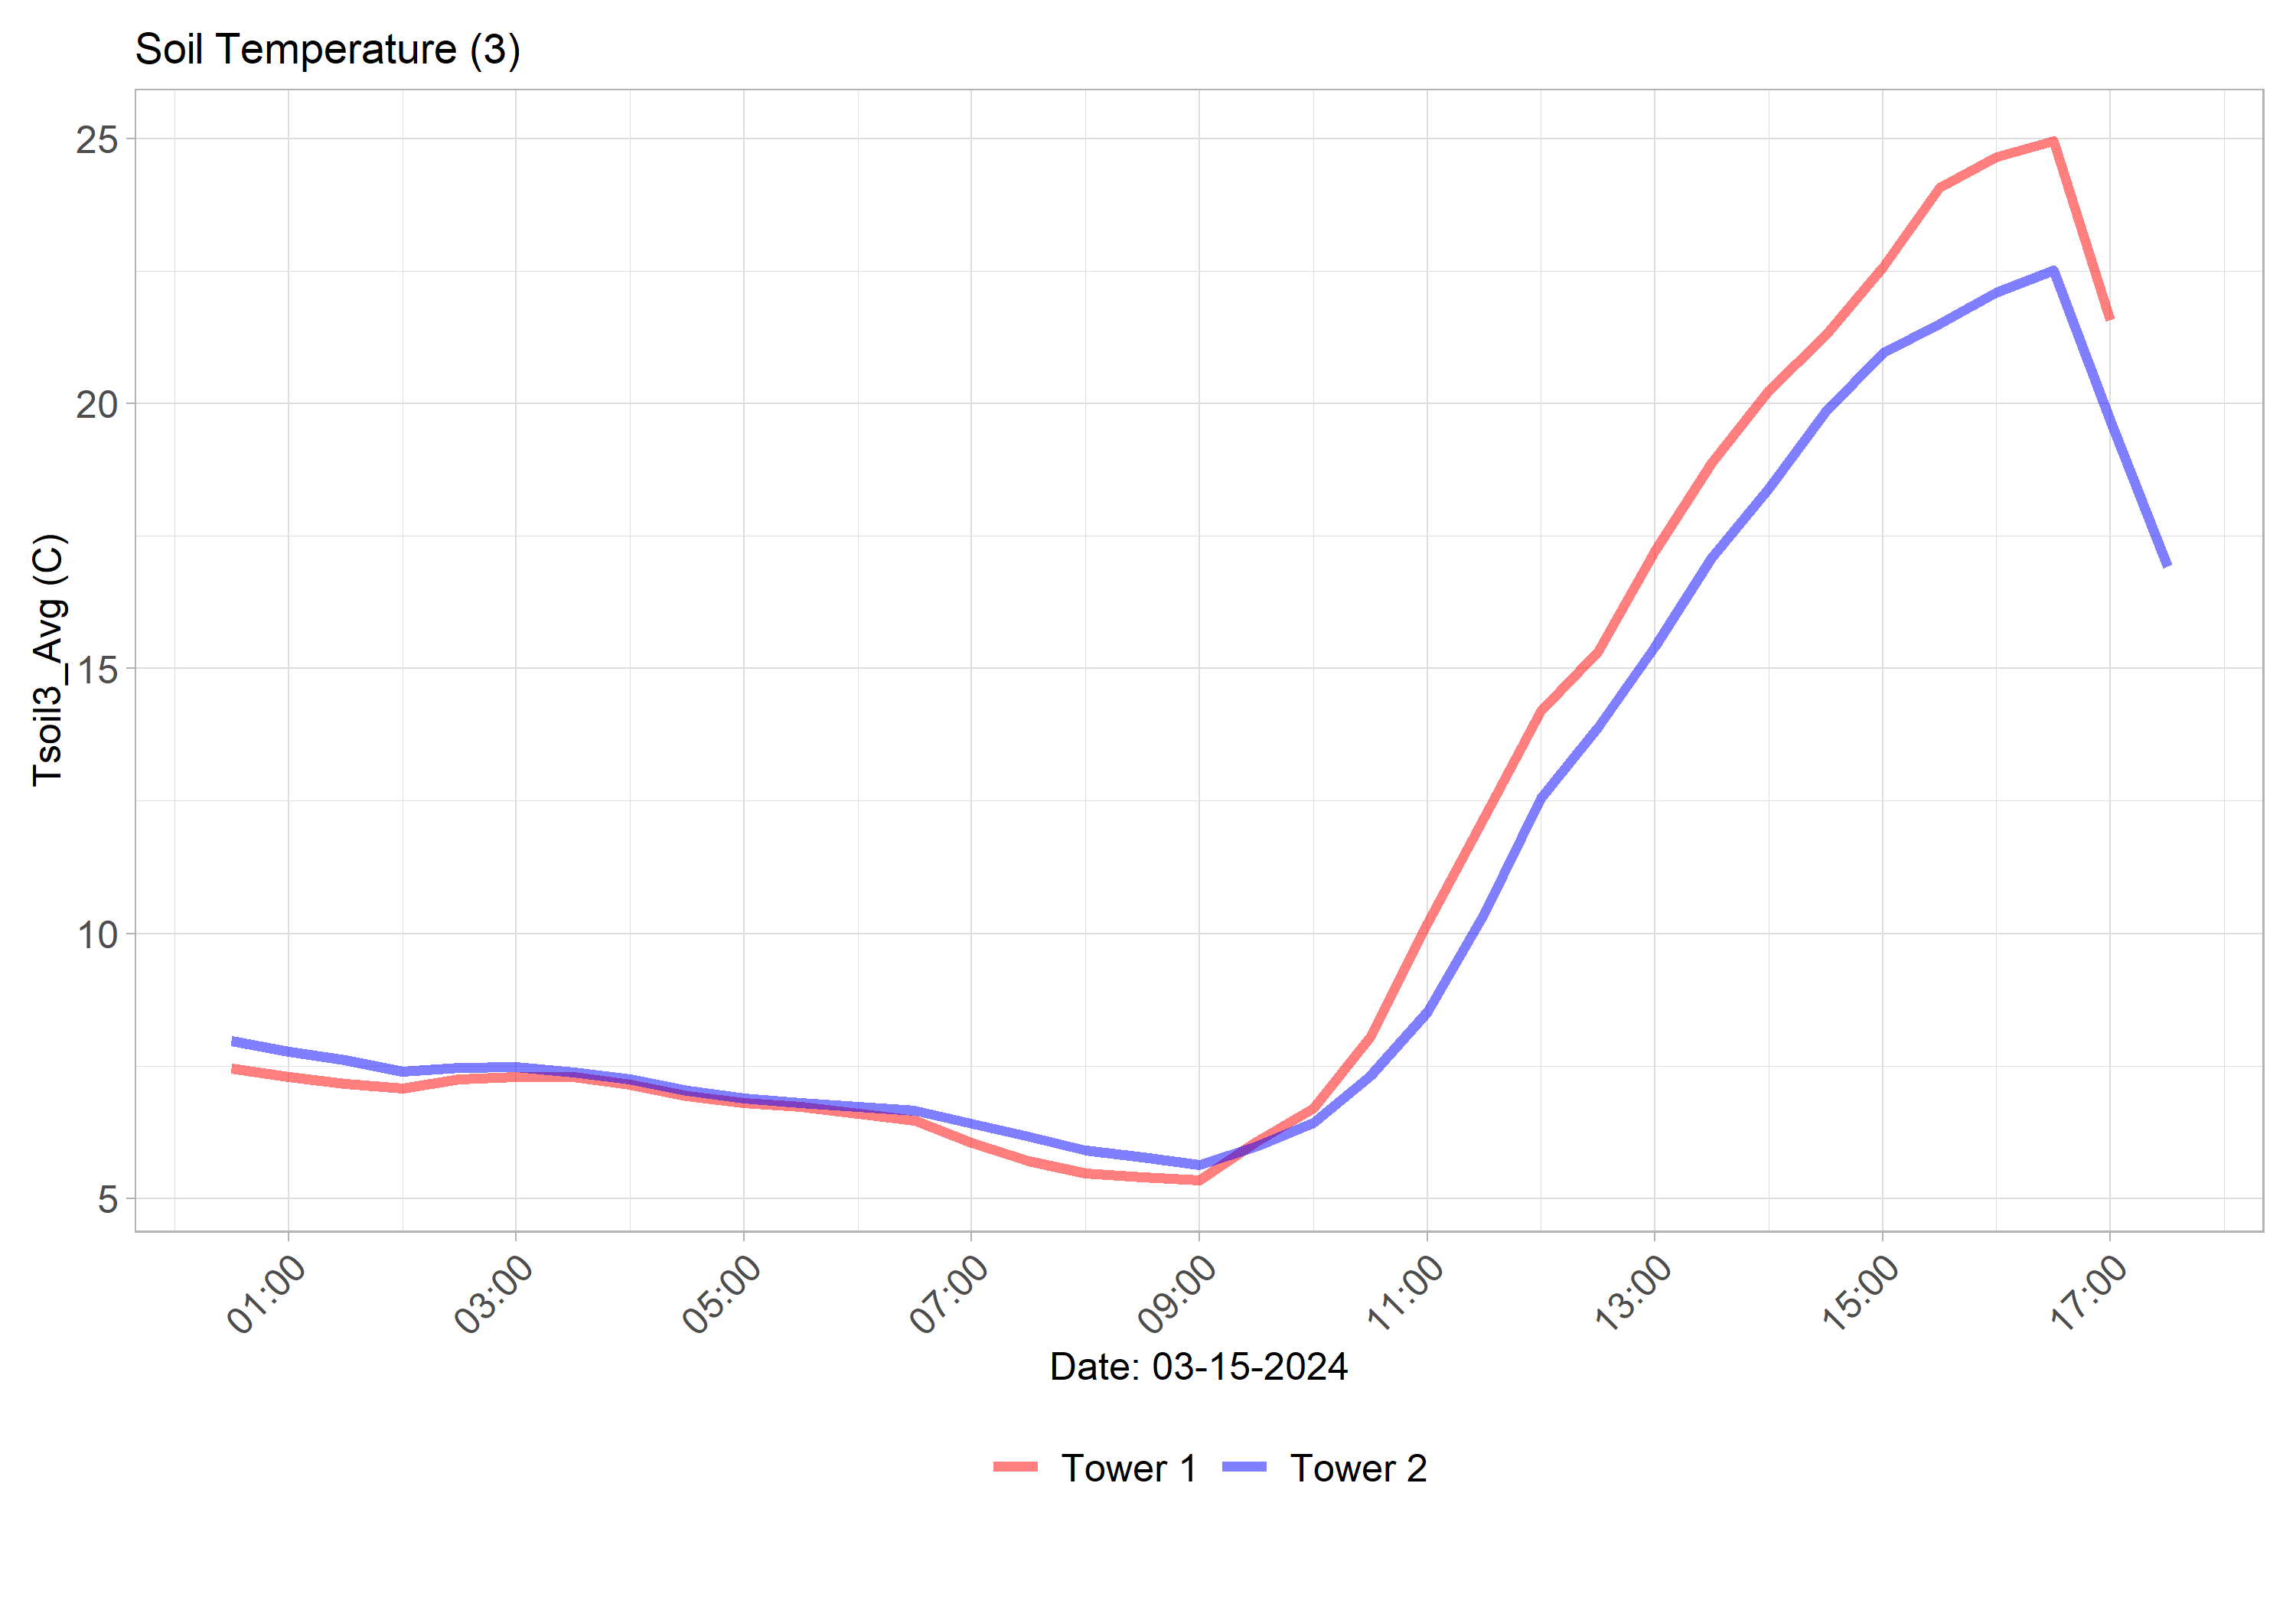 Soil Temperature (3)
Tsoil3_Avg (C)
25
20
15
10
5
01:00 03:00 05:00 07:00 09:00 11:00 13:00 15:00 17:00
Date: 03-15-2024
Tower 1 Tower 2